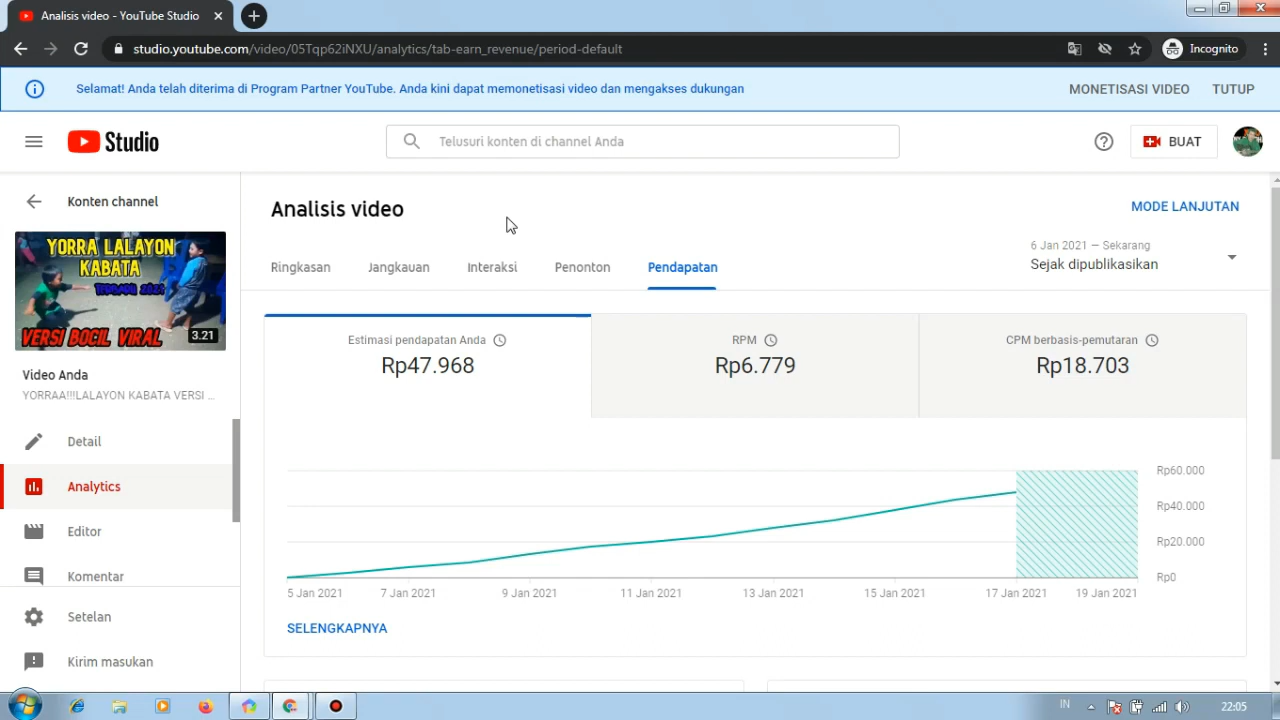 Analisis video - YouTube Studio
studio.youtube.com/video/05Tqp62iNXU/analytics/tab-earn_revenue/period-default
Incognito
Selamat! Anda telah diterima di Program Partner YouTube. Anda kini dapat memonetisasi video dan mengakses dukungan
MONETISASI VIDEO
TUTUP
Studio
Telusuri konten di channel Anda
BUAT
Konten channel
YORRA LALAYON
KABATA
TERBARU 2021
VERSI BOCIL VIRAL
3.21
Video Anda
YORRAA!!!LALAYON KABATA VERSI ...
Detail
Analytics
Editor
Komentar
Setelan
Kirim masukan
Analisis video
MODE LANJUTAN
Ringkasan
Jangkauan
Interaksi
Penonton
Pendapatan
6 Jan 2021 – Sekarang
Sejak dipublikasikan
Estimasi pendapatan Anda
Rp47.968
RPM
Rp6.779
CPM berbasis-pemutaran
Rp18.703
Rp60.000
Rp40.000
Rp20.000
Rp0
5 Jan 2021
7 Jan 2021
9 Jan 2021
11 Jan 2021
13 Jan 2021
15 Jan 2021
17 Jan 2021
19 Jan 2021
SELENGKAPNYA
IN
22:05